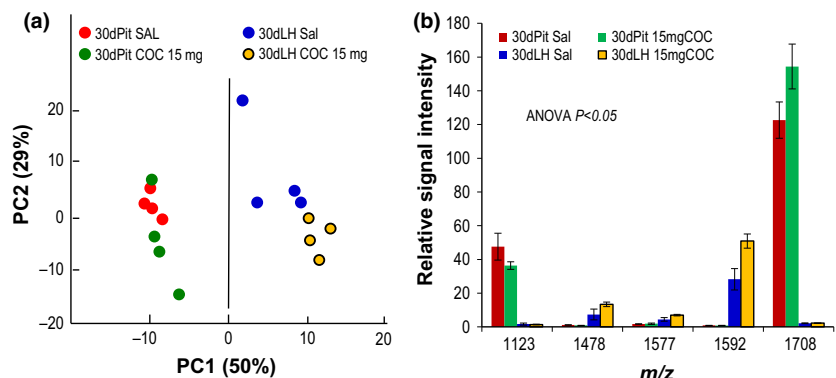 (a)
30dPit SAL
30dLH Sal
30dPit COC 15 mg
30dLH COC 15 mg
PC2 (29%)
20
10
0
−10
−20
−10
0
10
20
PC1 (50%)
(b)
180
160
140
120
100
80
60
40
20
0
Relative signal intensity
30dPit Sal
30dPit 15mgCOC
30dLH Sal
30dLH 15mgCOC
ANOVA P<0.05
1123
1478
1577
1592
1708
m/z